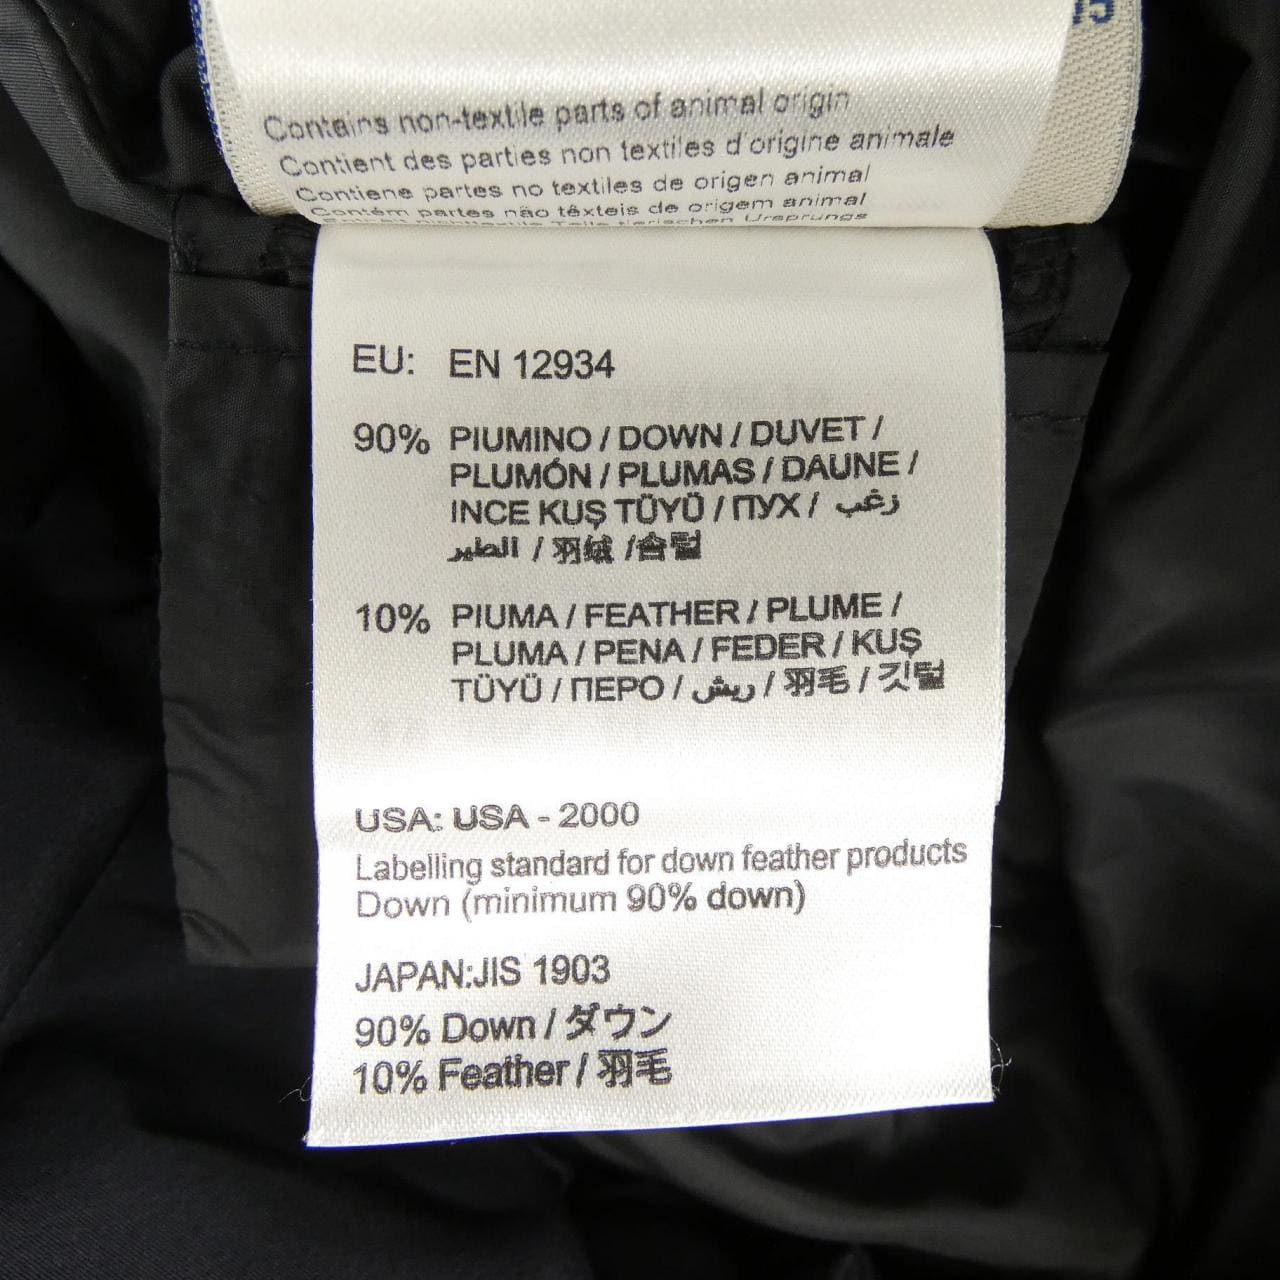 15
Contains non-textile parts of animal origin
Contient des parties non textiles d'origine animale
Contiene partes no textiles de origen animal
Contém partes não têxteis de origem animal
Teile tierischen Ursprungs
EU: EN 12934
90% PIUMINO / DOWN / DUVET /
PLUMÓN / PLUMAS / DAUNE /
INCE KUŞ TÜYÜ / ПУХ / زغب
الطير / 羽绒 / 솜털
10% PIUMA / FEATHER / PLUME /
PLUMA / PENA / FEDER / KUŞ
TÜYÜ / ПЕРО / ريش / 羽毛 / 깃털
USA: USA - 2000
Labelling standard for down feather products
Down (minimum 90% down)
JAPAN:JIS 1903
90% Down / ダウン
10% Feather / 羽毛